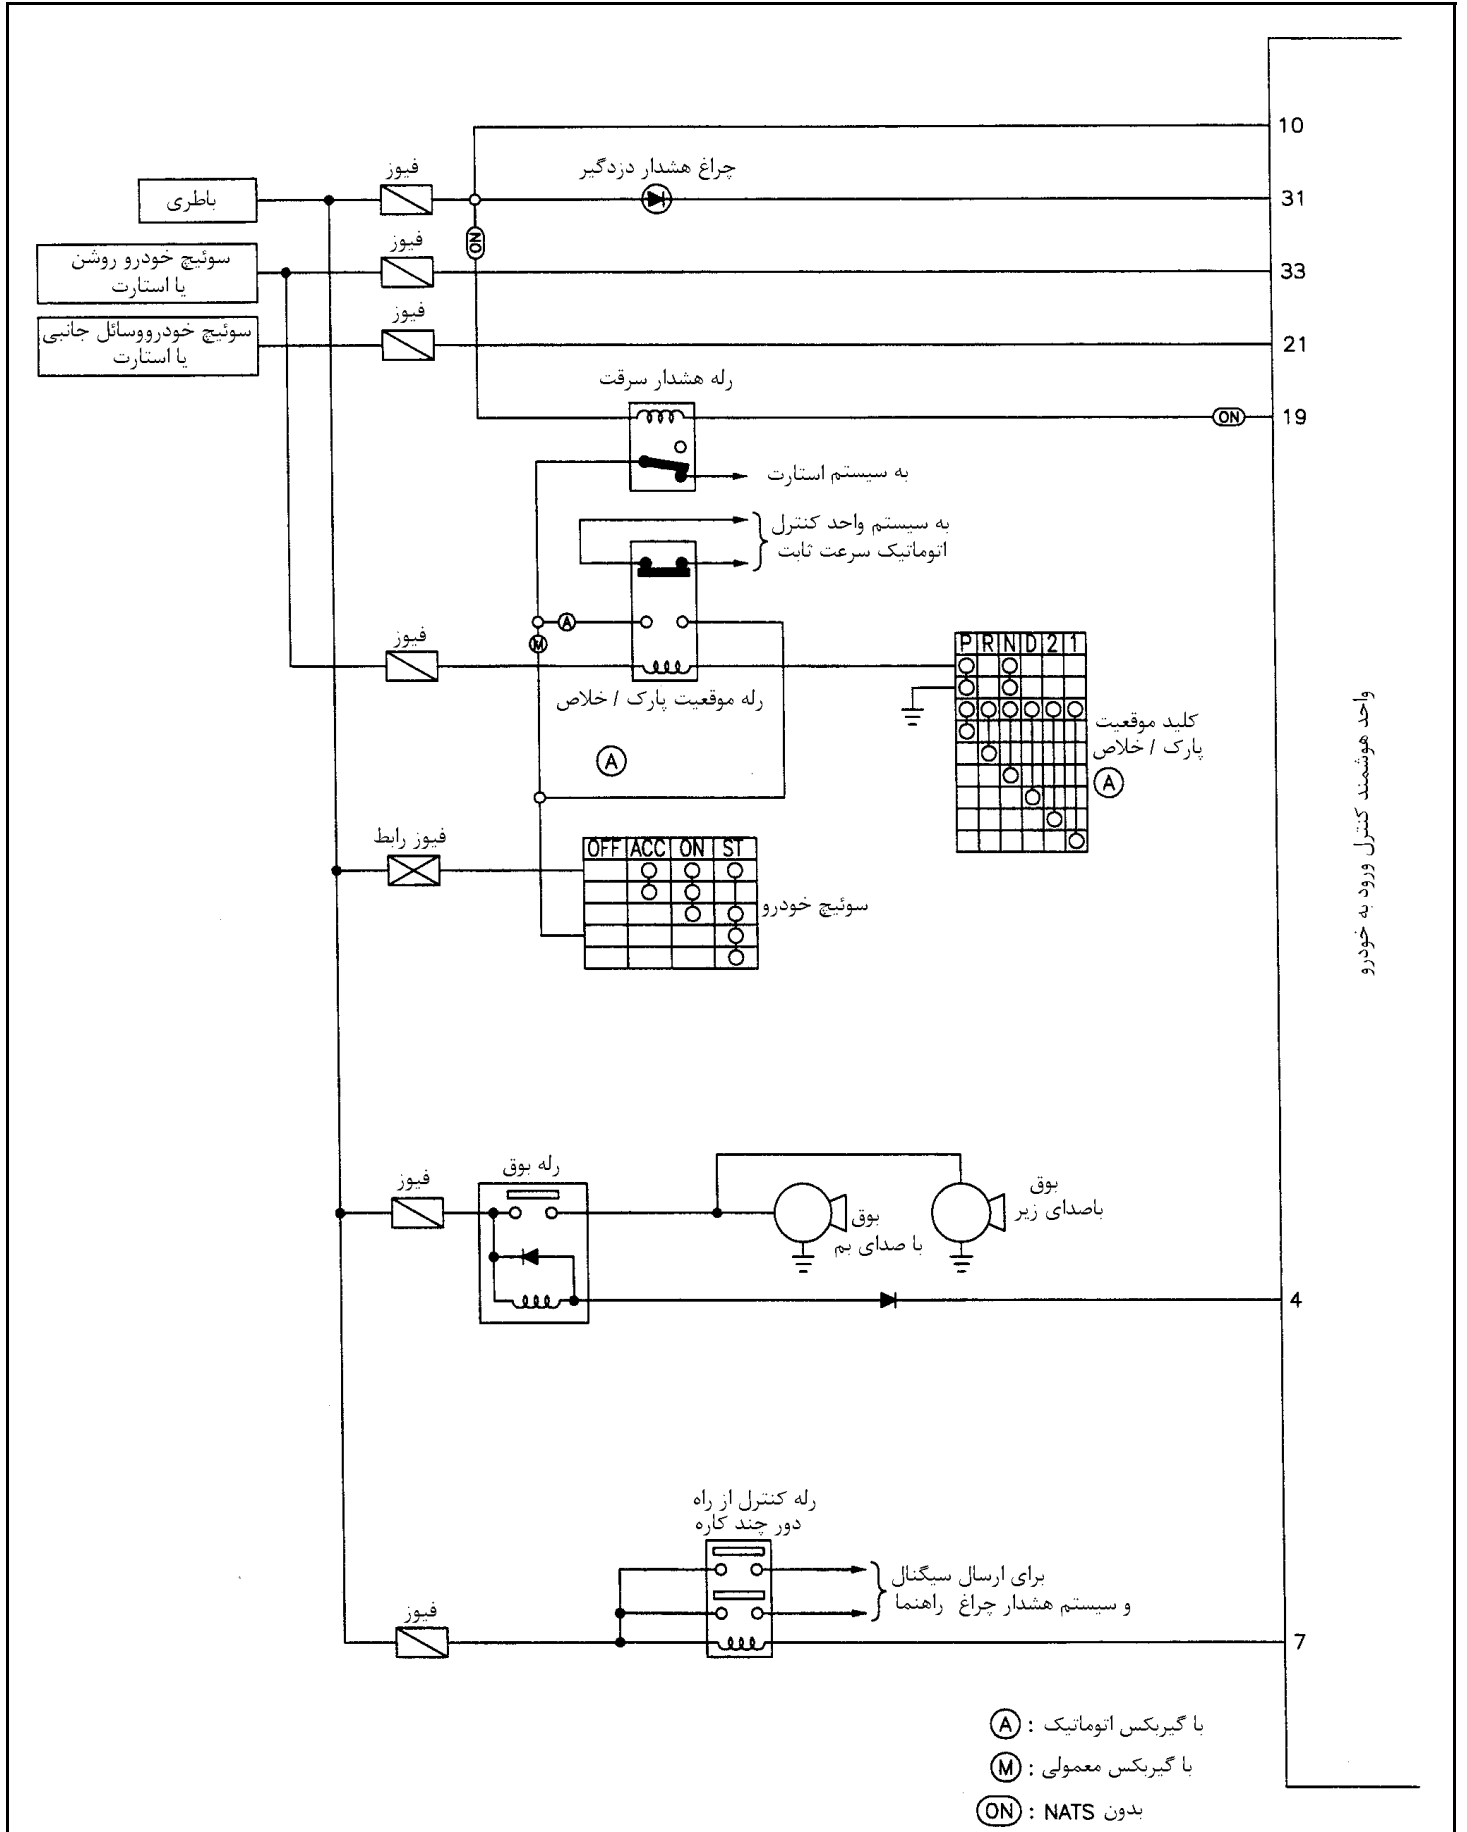 10
فیوز
چراغ هشدار دزدگیر
باطری
31
ON
فیوز
سوئیچ خودرو روشن
یا استارت
33
فیوز
سوئیچ خودرووسائل جانبی
یا استارت
21
رله هشدار سرقت
ON
19
به سیستم استارت
به سیستم واحد کنترل
اتوماتیک سرعت ثابت
A
M
فیوز
رله موقعیت پارک / خلاص
P R N D 2 1
کلید موقعیت
پارک / خلاص
A
A
واحد هوشمند کنترل ورود به خودرو
فیوز رابط
OFF ACC ON ST
سوئیچ خودرو
فیوز
رله بوق
بوق
با صدای بم
بوق
باصدای زیر
4
رله کنترل از راه
دور چند کاره
برای ارسال سیگنال
و سیستم هشدار چراغ راهنما
فیوز
7
A : با گیربکس اتوماتیک
M : با گیربکس معمولی
ON : بدون NATS